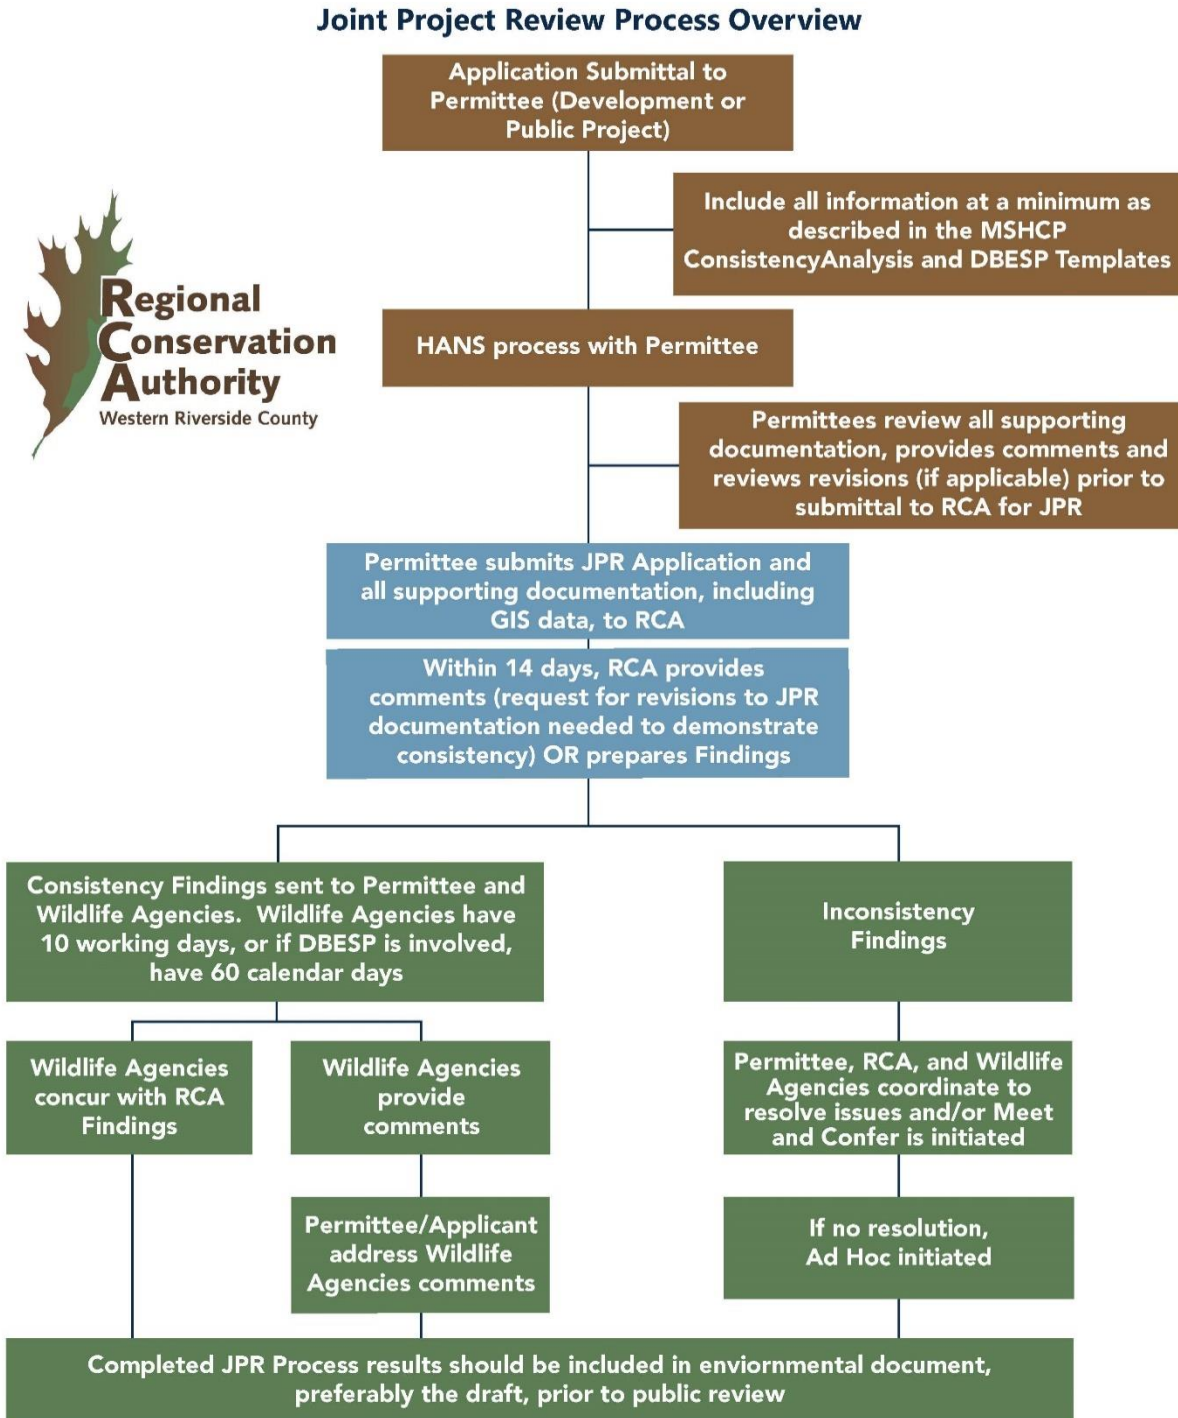 Joint Project Review Process Overview
Application Submittal to
Permittee (Development or
Public Project)
Include all information at a minimum as
described in the MSHCP
ConsistencyAnalysis and DBESP Templates
Regional
Conservation
Authority
Western Riverside County
HANS process with Permittee
Permittees review all supporting
documentation, provides comments and
reviews revisions (if applicable) prior to
submittal to RCA for JPR
Permittee submits JPR Application and
all supporting documentation, including
GIS data, to RCA
Within 14 days, RCA provides
comments (request for revisions to JPR
documentation needed to demonstrate
consistency) OR prepares Findings
Consistency Findings sent to Permittee and
Wildlife Agencies.  Wildlife Agencies have
10 working days, or if DBESP is involved,
have 60 calendar days
Inconsistency
Findings
Wildlife Agencies
concur with RCA
Findings
Wildlife Agencies
provide
comments
Permittee, RCA, and Wildlife
Agencies coordinate to
resolve issues and/or Meet
and Confer is initiated
Permittee/Applicant
address Wildlife
Agencies comments
If no resolution,
Ad Hoc initiated
Completed JPR Process results should be included in enviornmental document,
preferably the draft, prior to public review